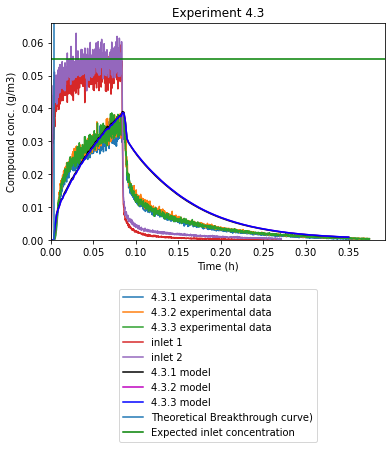 Experiment 4.3
Compound conc. (g/m3)
0.06
0.05
0.04
0.03
0.02
0.01
0.00
0.00 0.05 0.10 0.15 0.20 0.25 0.30 0.35
Time (h)
4.3.1 experimental data
4.3.2 experimental data
4.3.3 experimental data
inlet 1
inlet 2
4.3.1 model
4.3.2 model
4.3.3 model
Theoretical Breakthrough curve)
Expected inlet concentration